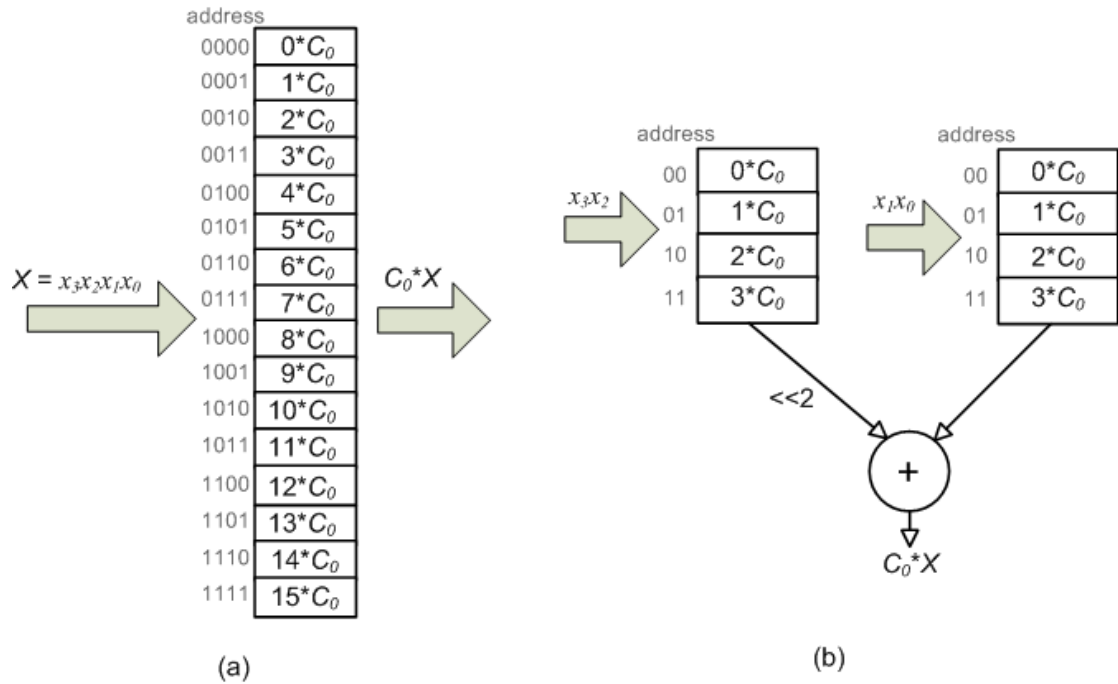 address
0000 0*C₀
0001 1*C₀
0010 2*C₀
0011 3*C₀
0100 4*C₀
0101 5*C₀
0110 6*C₀
0111 7*C₀
1000 8*C₀
1001 9*C₀
1010 10*C₀
1011 11*C₀
1100 12*C₀
1101 13*C₀
1110 14*C₀
1111 15*C₀
X = x₃x₂x₁x₀
C₀*X
(a)
address
00 0*C₀
01 1*C₀
10 2*C₀
11 3*C₀
x₃x₂
address
00 0*C₀
01 1*C₀
10 2*C₀
11 3*C₀
x₁x₀
<<2
+
C₀*X
(b)